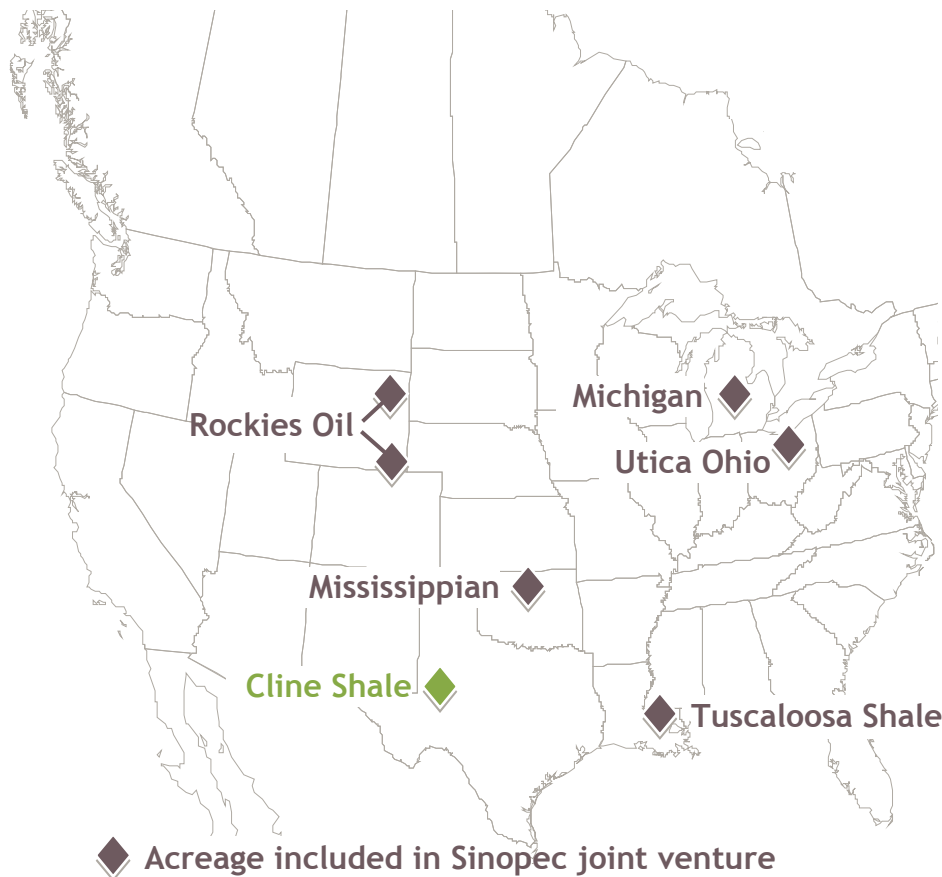 Michigan
Rockies Oil
Utica Ohio
Mississippian
Cline Shale
Tuscaloosa Shale
Acreage included in Sinopec joint venture